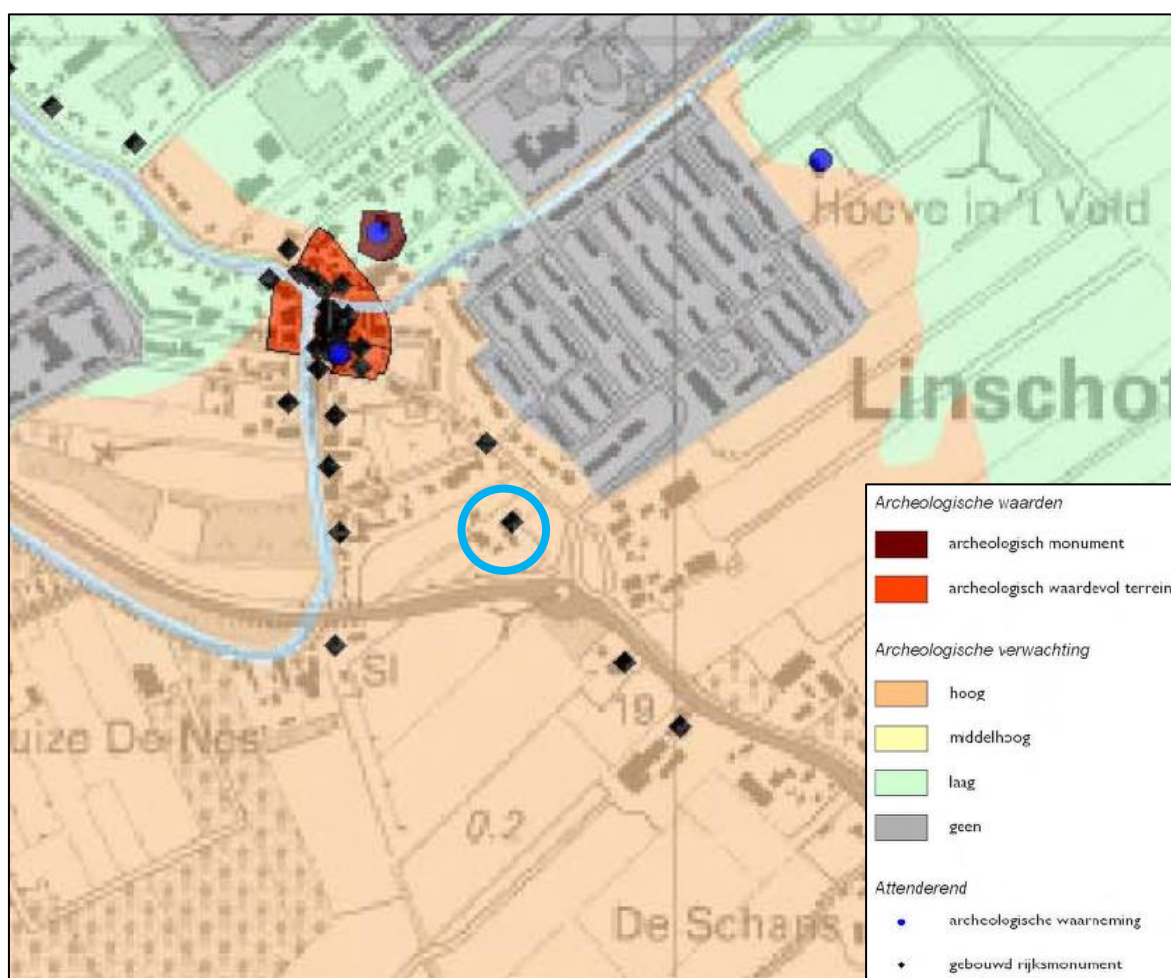 Hoeve in 't Veld
Linschot
uize De Nes
SI
19
0.2
De Schans
Archeologische waarden
archeologisch monument
archeologisch waardevol terrein
Archeologische verwachting
hoog
middelhoog
laag
geen
Attenderend
archeologische waarneming
gebouwd rijksmonument